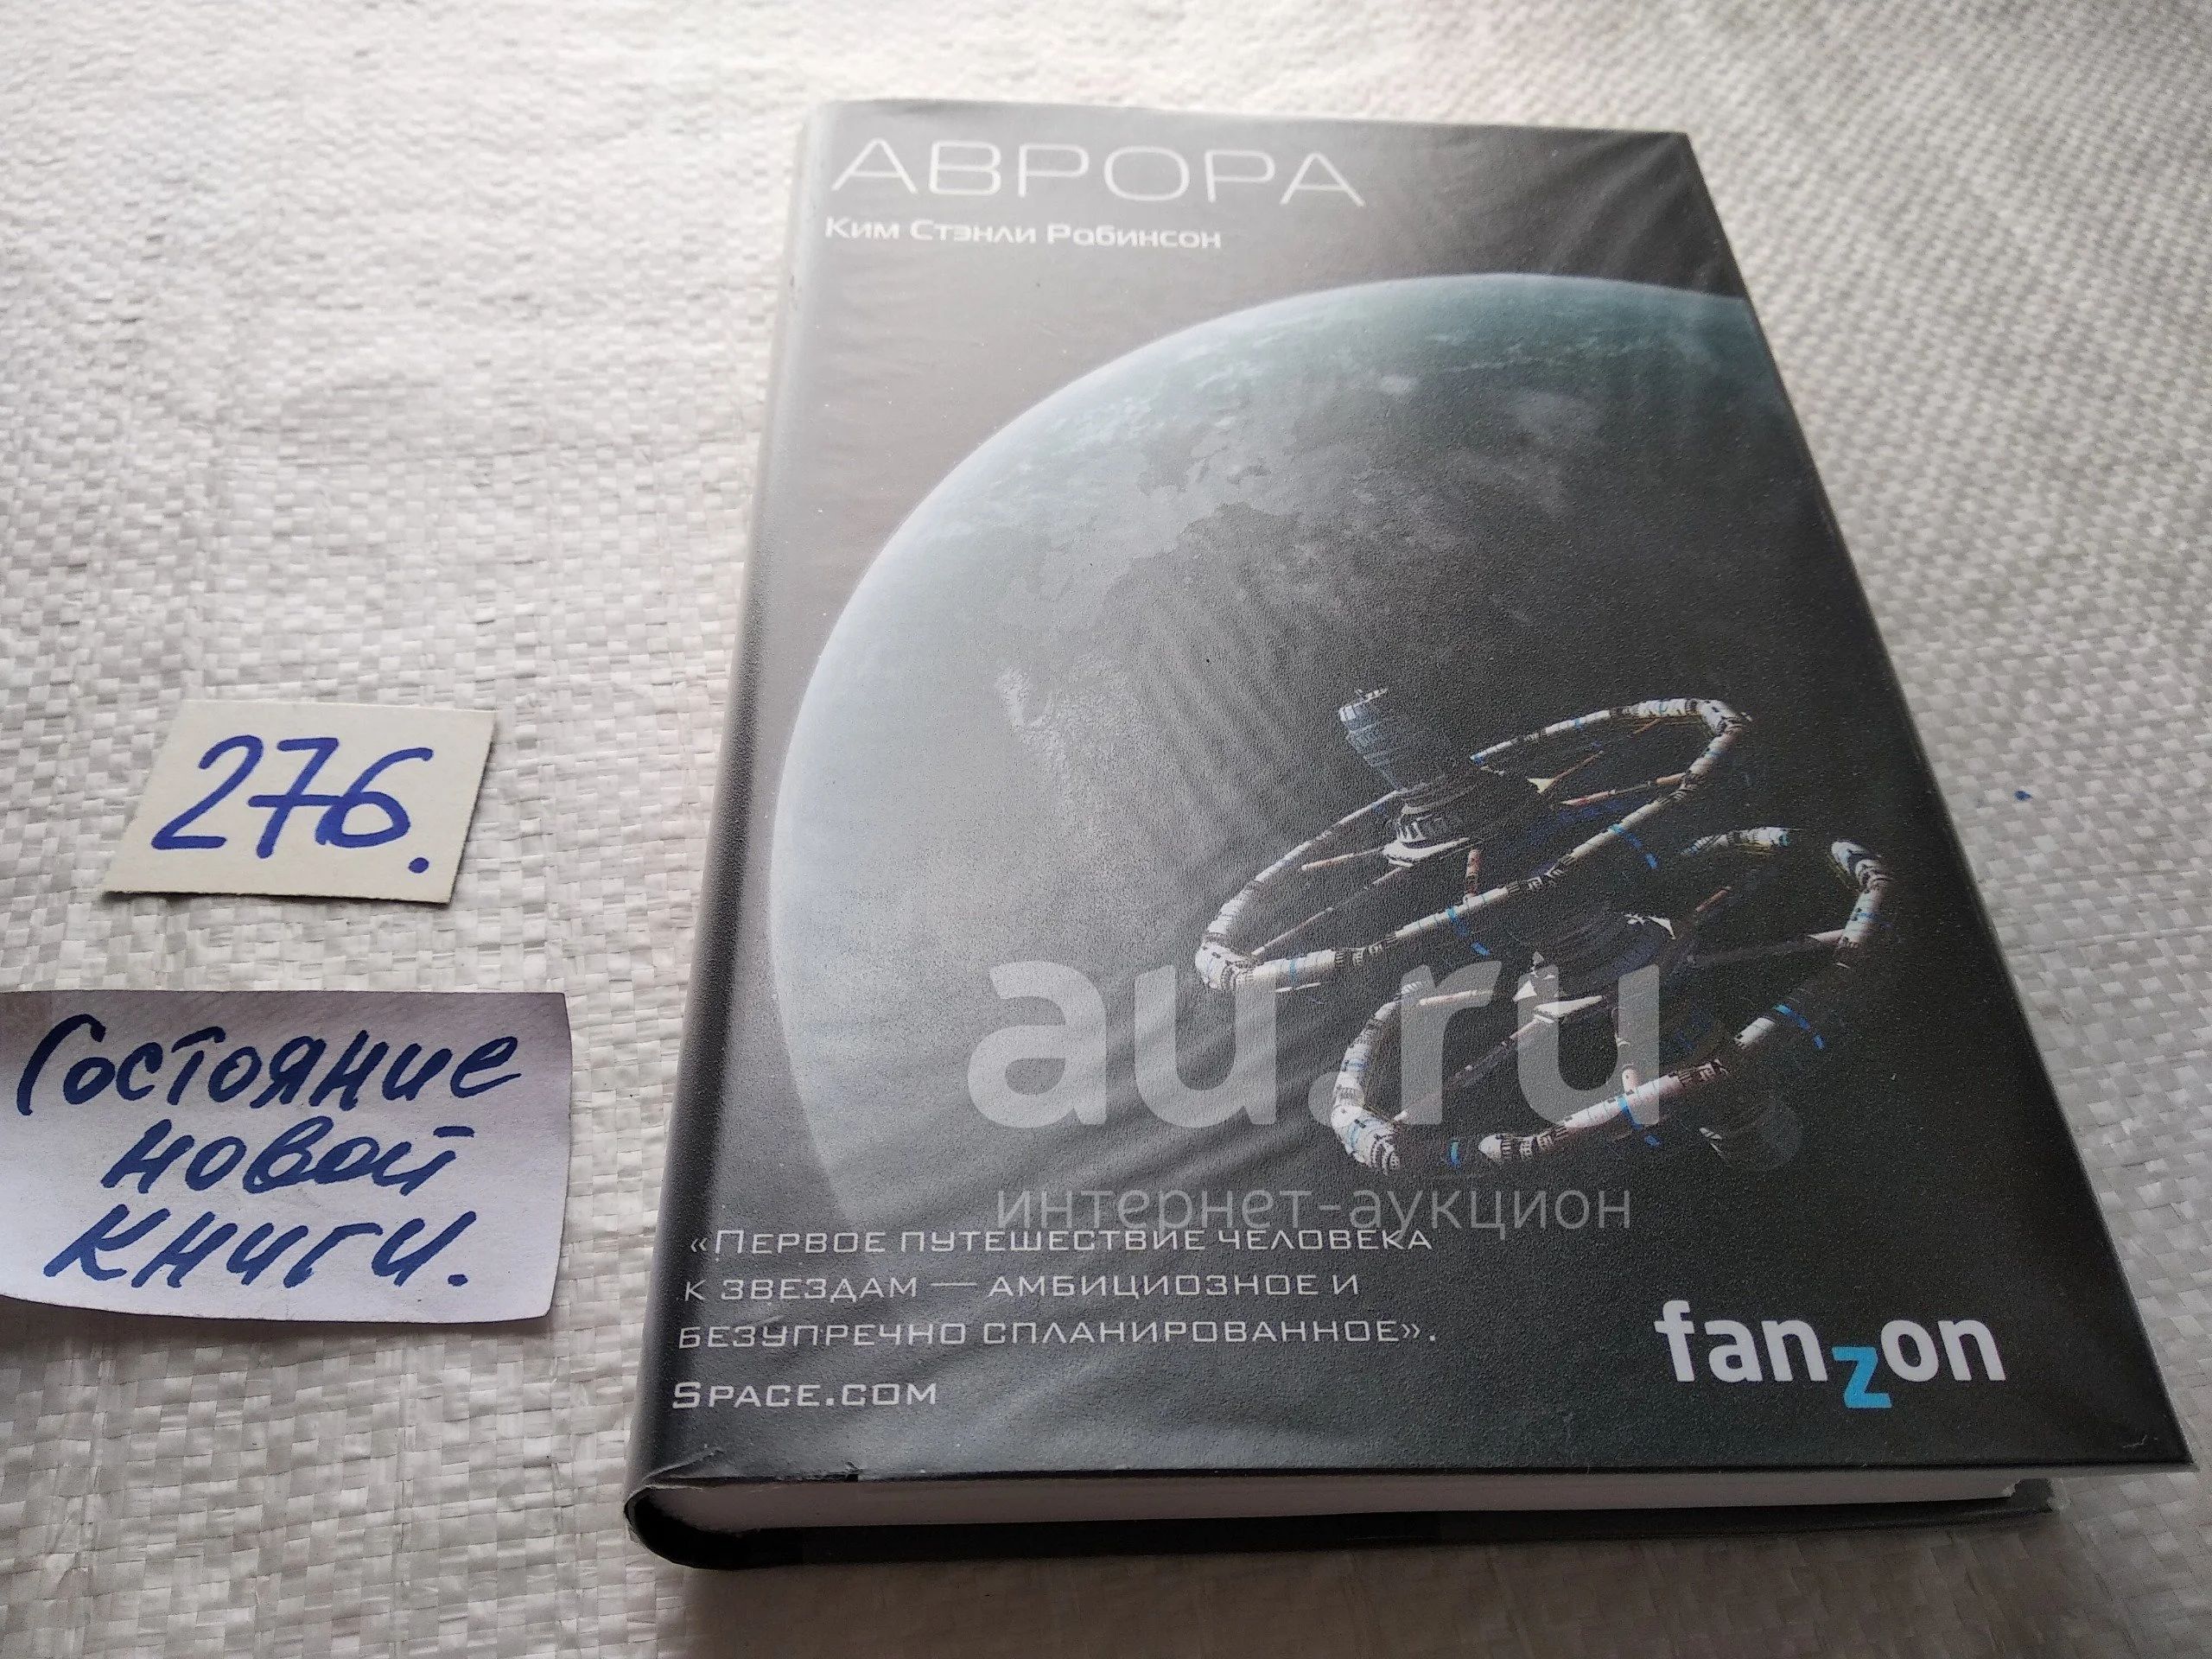 АВРОРА
Ким Стэнли Робинсон
276.
Состояние
новой
книги.
au.ru
интернет-аукцион
«Первое путешествие человека
к звездам — амбициозное и
безупречно спланированное».
Space.com
fanzon